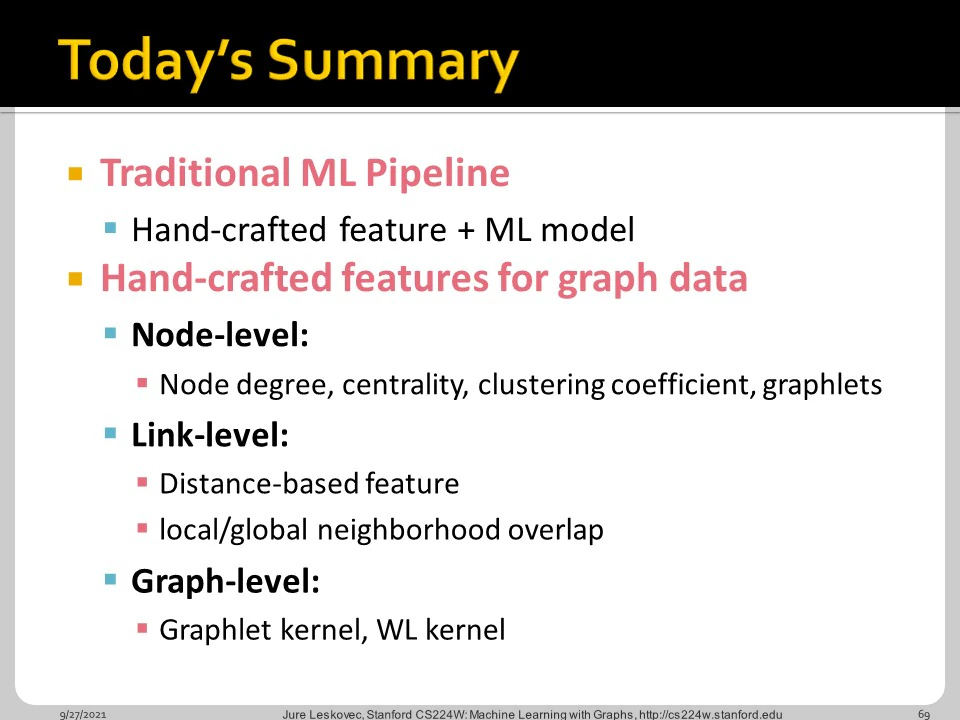 Today's Summary
Traditional ML Pipeline
Hand-crafted feature + ML model
Hand-crafted features for graph data
Node-level:
Node degree, centrality, clustering coefficient, graphlets
Link-level:
Distance-based feature
local/global neighborhood overlap
Graph-level:
Graphlet kernel, WL kernel
9/27/2021
Jure Leskovec, Stanford CS224W: Machine Learning with Graphs, http://cs224w.stanford.edu
69